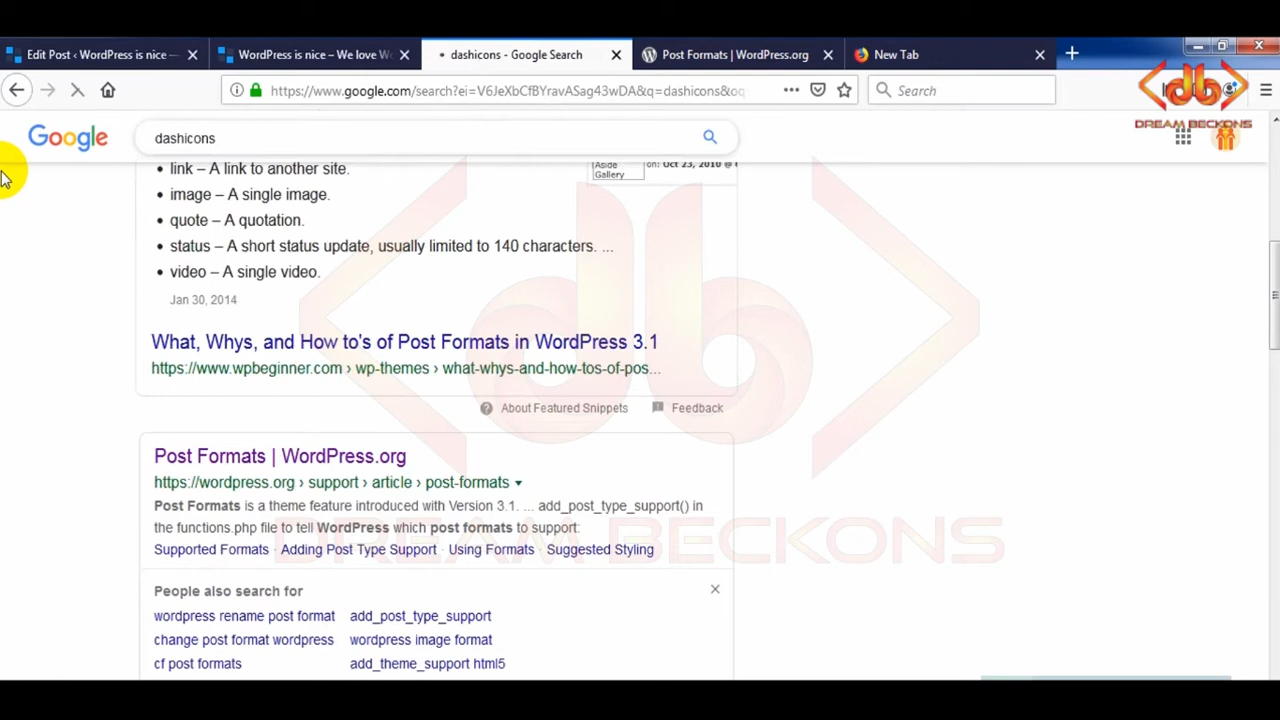 Edit Post ‹ WordPress is nice —
WordPress is nice – We love Wo
dashicons - Google Search
Post Formats | WordPress.org
New Tab
https://www.google.com/search?ei=V6JeXbCfBYravASag43wDA&q=dashicons&oq
Search
DREAM BECKONS
Google
dashicons
link – A link to another site.
Aside
on: Oct 23, 2010 @
Gallery
image – A single image.
quote – A quotation.
status – A short status update, usually limited to 140 characters. ...
video – A single video.
Jan 30, 2014
What, Whys, and How to's of Post Formats in WordPress 3.1
https://www.wpbeginner.com › wp-themes › what-whys-and-how-tos-of-pos...
About Featured Snippets
Feedback
Post Formats | WordPress.org
https://wordpress.org › support › article › post-formats
Post Formats is a theme feature introduced with Version 3.1. ... add_post_type_support() in
the functions.php file to tell WordPress which post formats to support:
Supported Formats · Adding Post Type Support · Using Formats · Suggested Styling
DREAM BECKONS
People also search for
wordpress rename post format
add_post_type_support
change post format wordpress
wordpress image format
cf post formats
add_theme_support html5